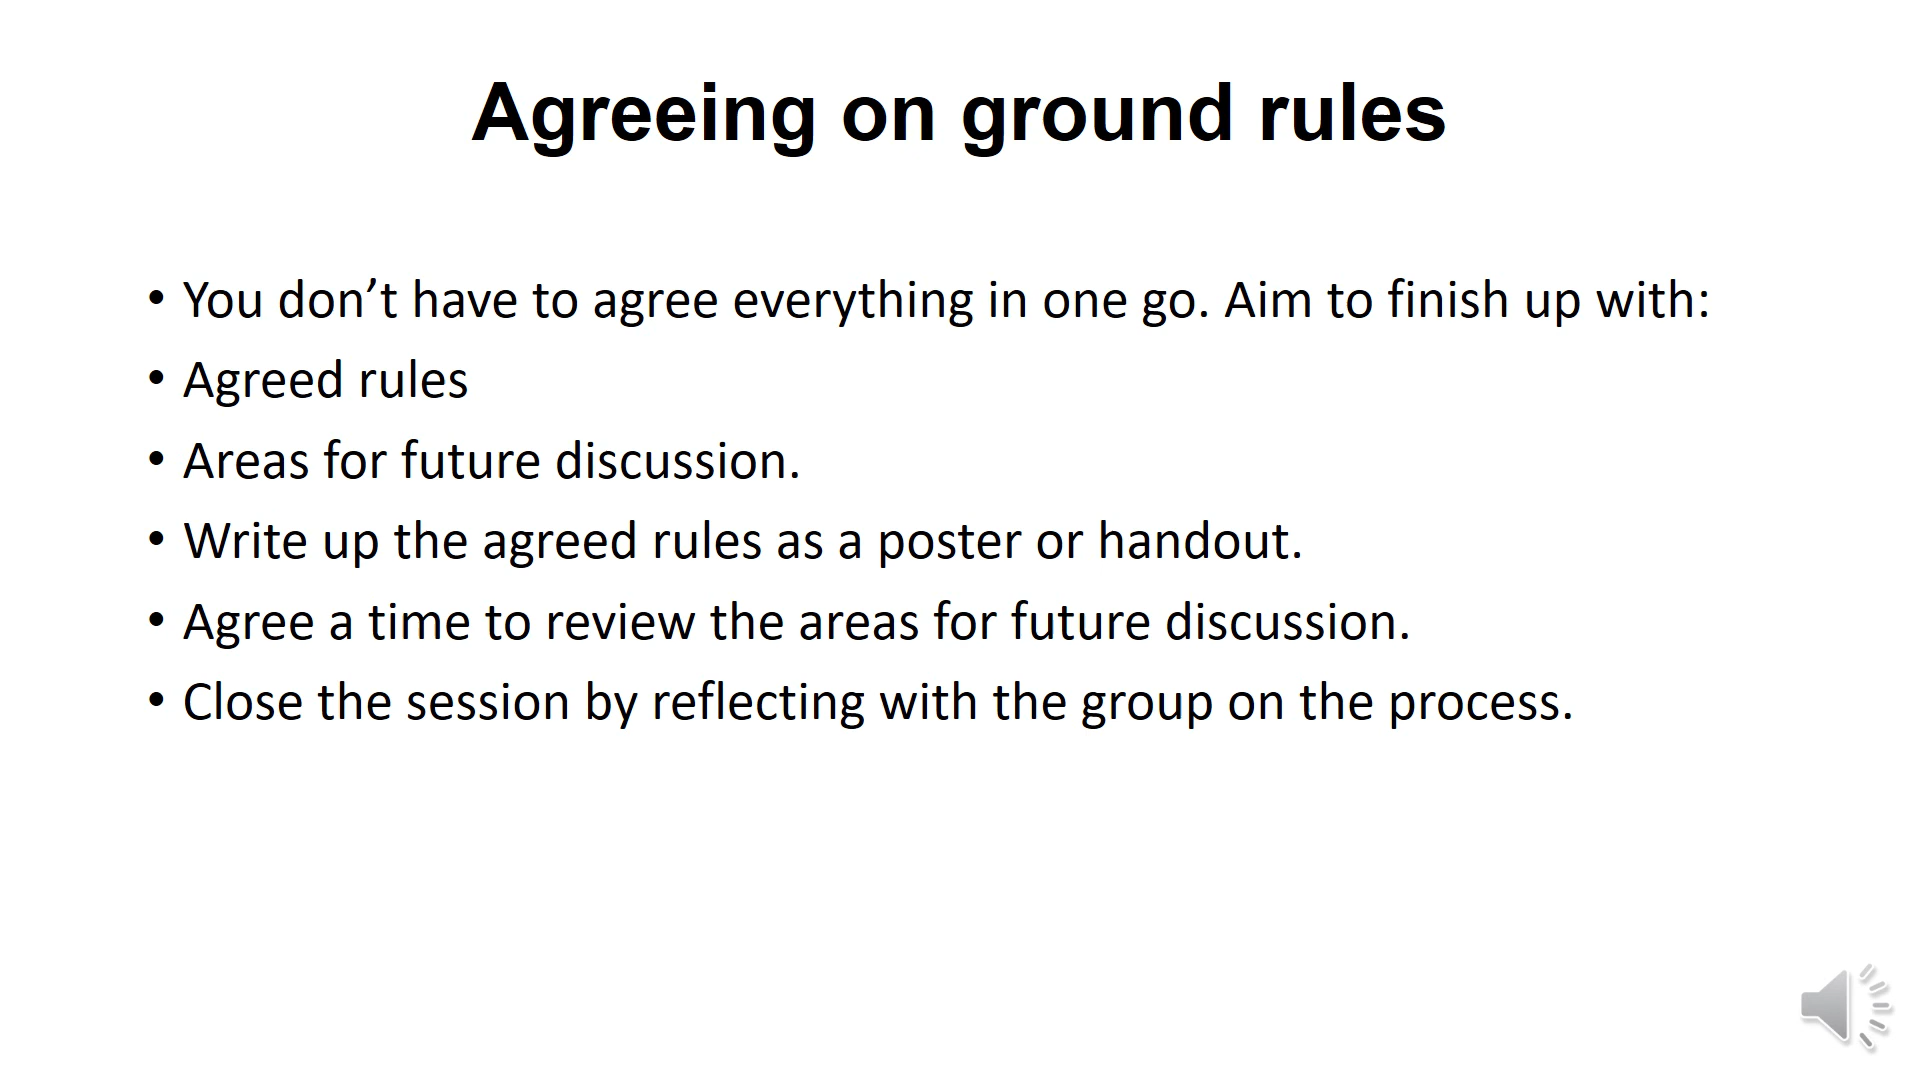 Agreeing on ground rules
• You don’t have to agree everything in one go. Aim to finish up with:
• Agreed rules
• Areas for future discussion.
• Write up the agreed rules as a poster or handout.
• Agree a time to review the areas for future discussion.
• Close the session by reflecting with the group on the process.